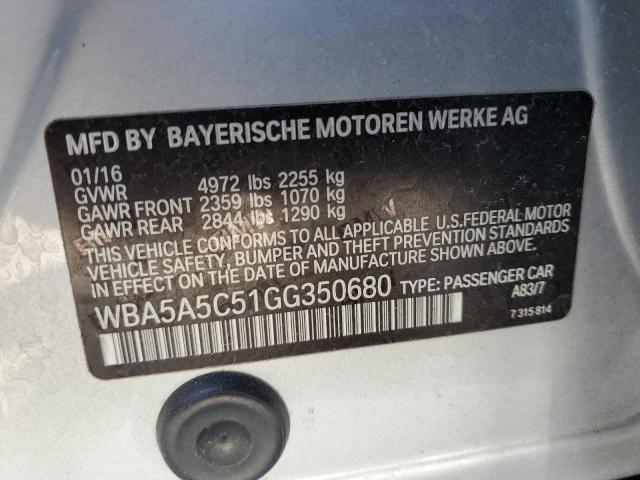 MFD BY BAYERISCHE MOTOREN WERKE AG
01/16
GVWR 4972 lbs 2255 kg
GAWR FRONT 2359 lbs 1070 kg
GAWR REAR 2844 lbs 1290 kg
THIS VEHICLE CONFORMS TO ALL APPLICABLE U.S.FEDERAL MOTOR
VEHICLE SAFETY, BUMPER AND THEFT PREVENTION STANDARDS
IN EFFECT ON THE DATE OF MANUFACTURE SHOWN ABOVE.
WBA5A5C51GG350680 TYPE: PASSENGER CAR
A83/7
7 315 814